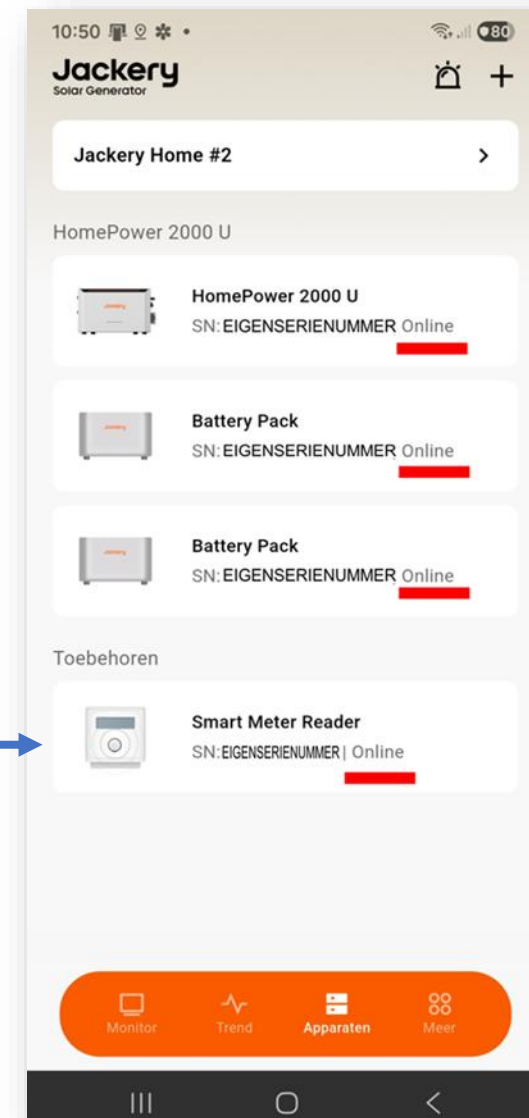 10:50
80
Jackery
Solar Generator
Jackery Home #2
HomePower 2000 U
HomePower 2000 U
SN: EIGENSERIENUMMER Online
Battery Pack
SN: EIGENSERIENUMMER Online
Battery Pack
SN: EIGENSERIENUMMER Online
Toebehoren
Smart Meter Reader
SN: EIGENSERIENUMMER | Online
Monitor Trend Apparaten Meer